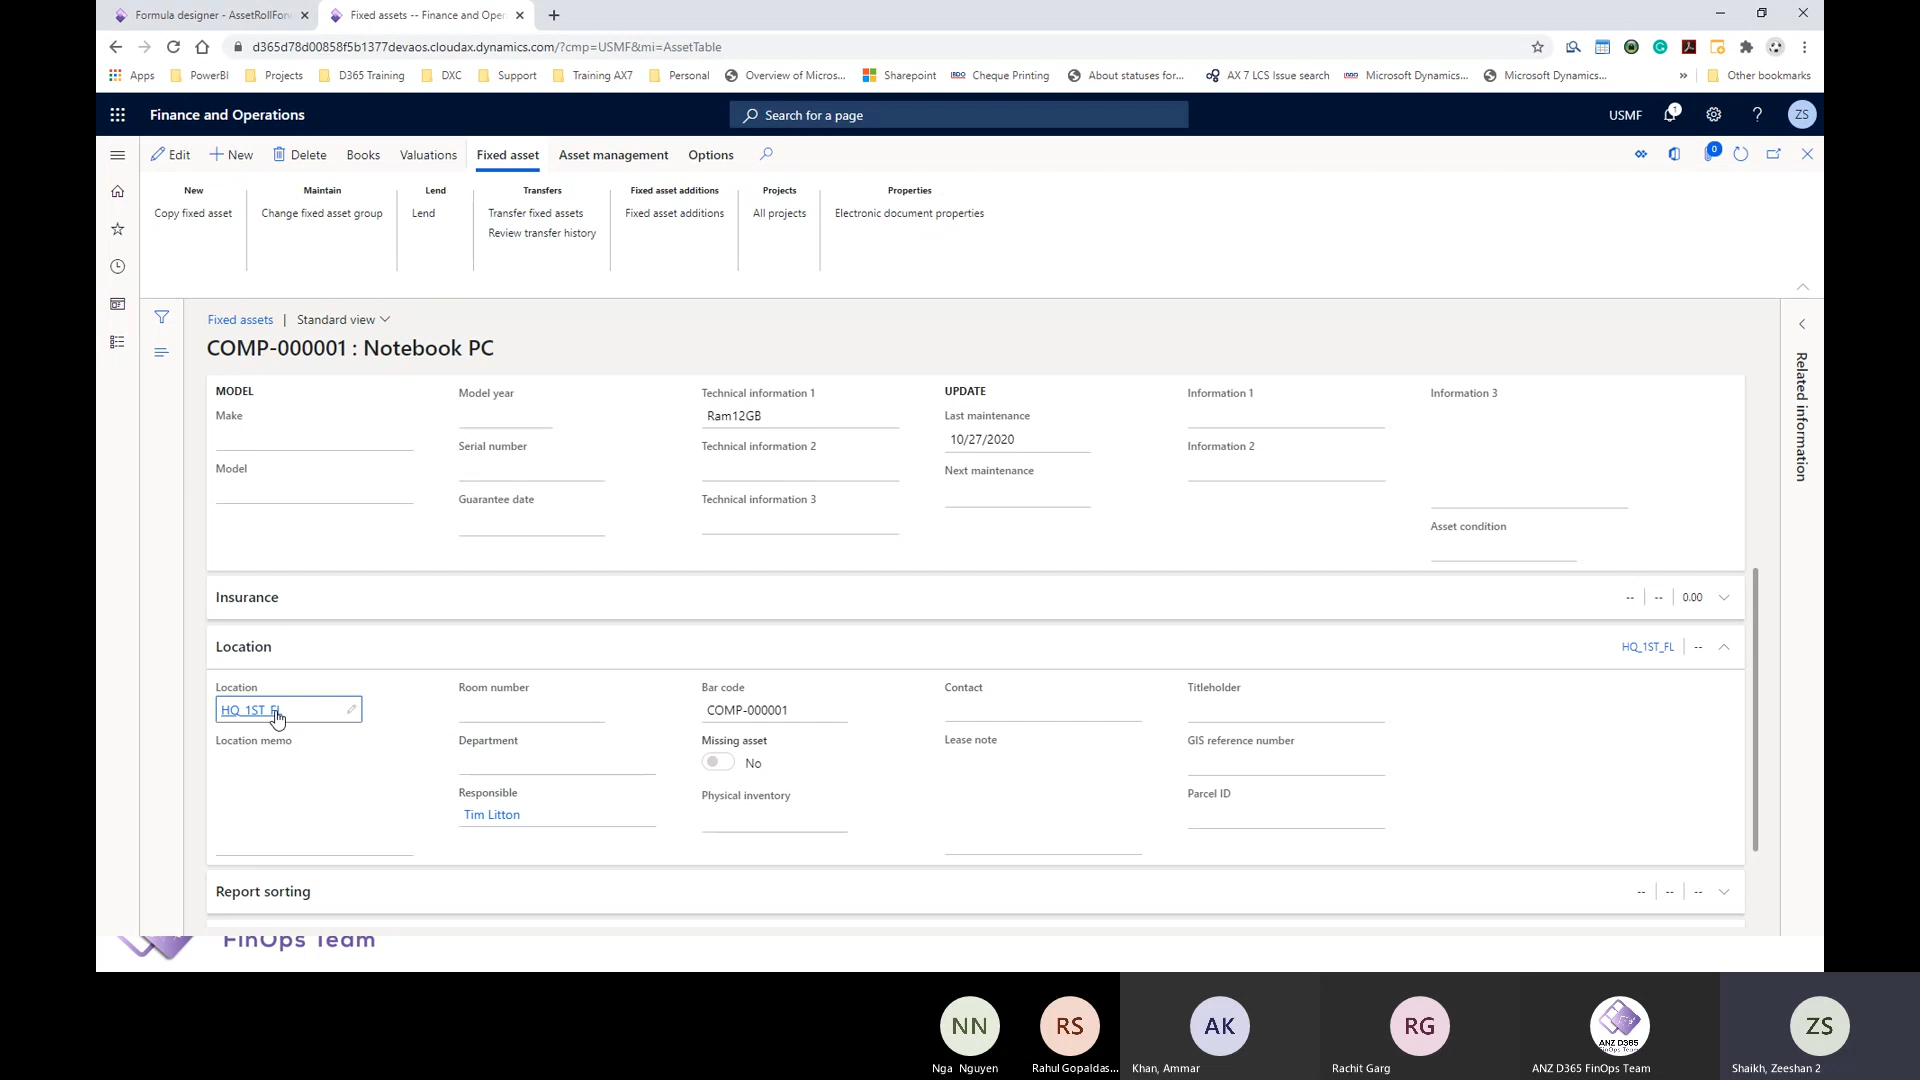 Formula designer - AssetRollForw
Fixed assets -- Finance and Oper
d365d78d00858f5b1377devaos.cloudax.dynamics.com/?cmp=USMF&mi=AssetTable
Apps PowerBI Projects D365 Training DXC Support Training AX7 Personal Overview of Micros... Sharepoint Cheque Printing About statuses for... AX 7 LCS Issue search Microsoft Dynamics... Microsoft Dynamics... » Other bookmarks
Finance and Operations
Search for a page
USMF
1
?
ZS
Edit New Delete Books Valuations Fixed asset Asset management Options
0
New Maintain Lend Transfers Fixed asset additions Projects Properties
Copy fixed asset Change fixed asset group Lend Transfer fixed assets Fixed asset additions All projects Electronic document properties
Review transfer history
Fixed assets | Standard view
COMP-000001 : Notebook PC
Related information
MODEL
Make
Model
Model year
Serial number
Guarantee date
Technical information 1
Ram12GB
Technical information 2
Technical information 3
UPDATE
Last maintenance
10/27/2020
Next maintenance
Information 1
Information 2
Information 3
Asset condition
Insurance
-- -- 0.00
Location
HQ_1ST_FL --
Location
HQ_1ST_FL
Location memo
Room number
Department
Responsible
Tim Litton
Bar code
COMP-000001
Missing asset
No
Physical inventory
Contact
Lease note
Titleholder
GIS reference number
Parcel ID
Report sorting
-- -- --
FinOps Team
NN
Nga Nguyen
RS
Rahul Gopaldas...
AK
Khan, Ammar
RG
Rachit Garg
ANZ D365
FinOps Team
ANZ D365 FinOps Team
ZS
Shaikh, Zeeshan 2